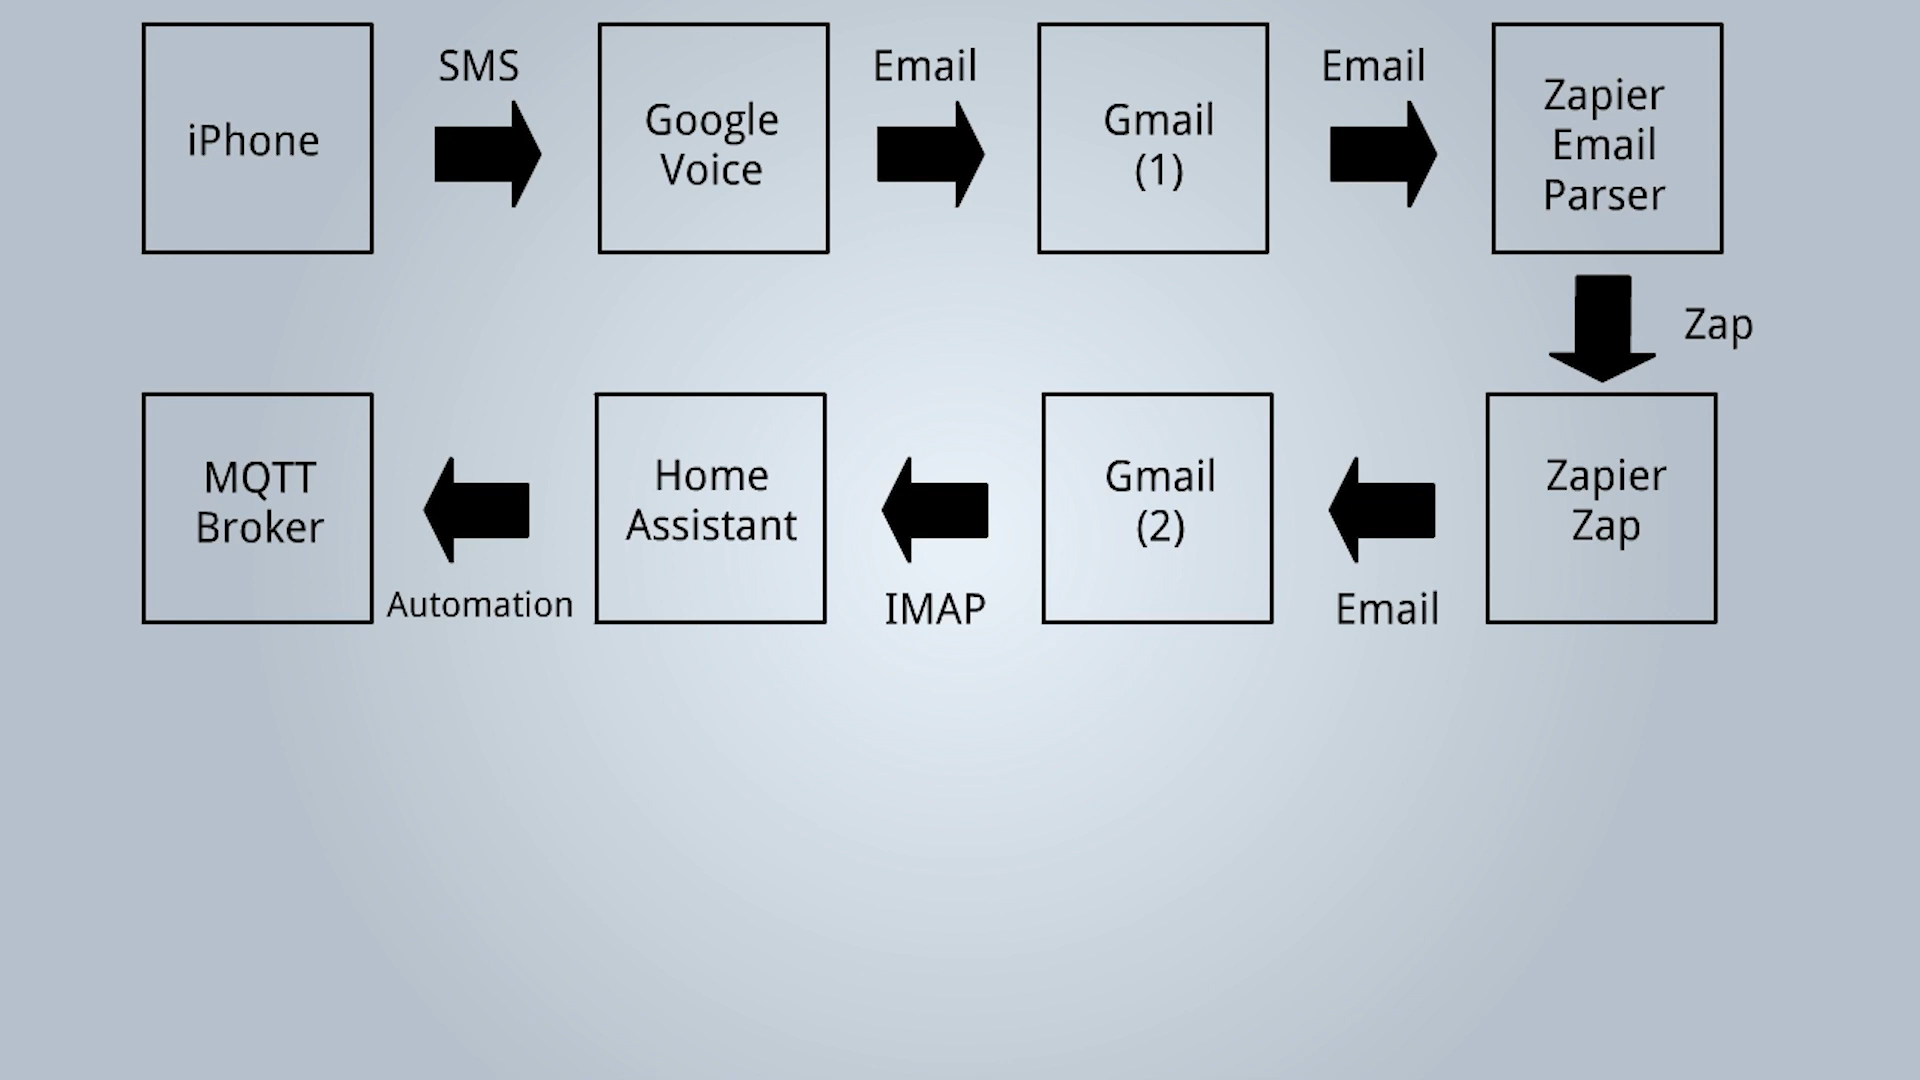 SMS
Email
Email
iPhone
Google
Voice
Gmail
(1)
Zapier
Email
Parser
Zap
MQTT
Broker
Home
Assistant
Gmail
(2)
Zapier
Zap
Automation
IMAP
Email